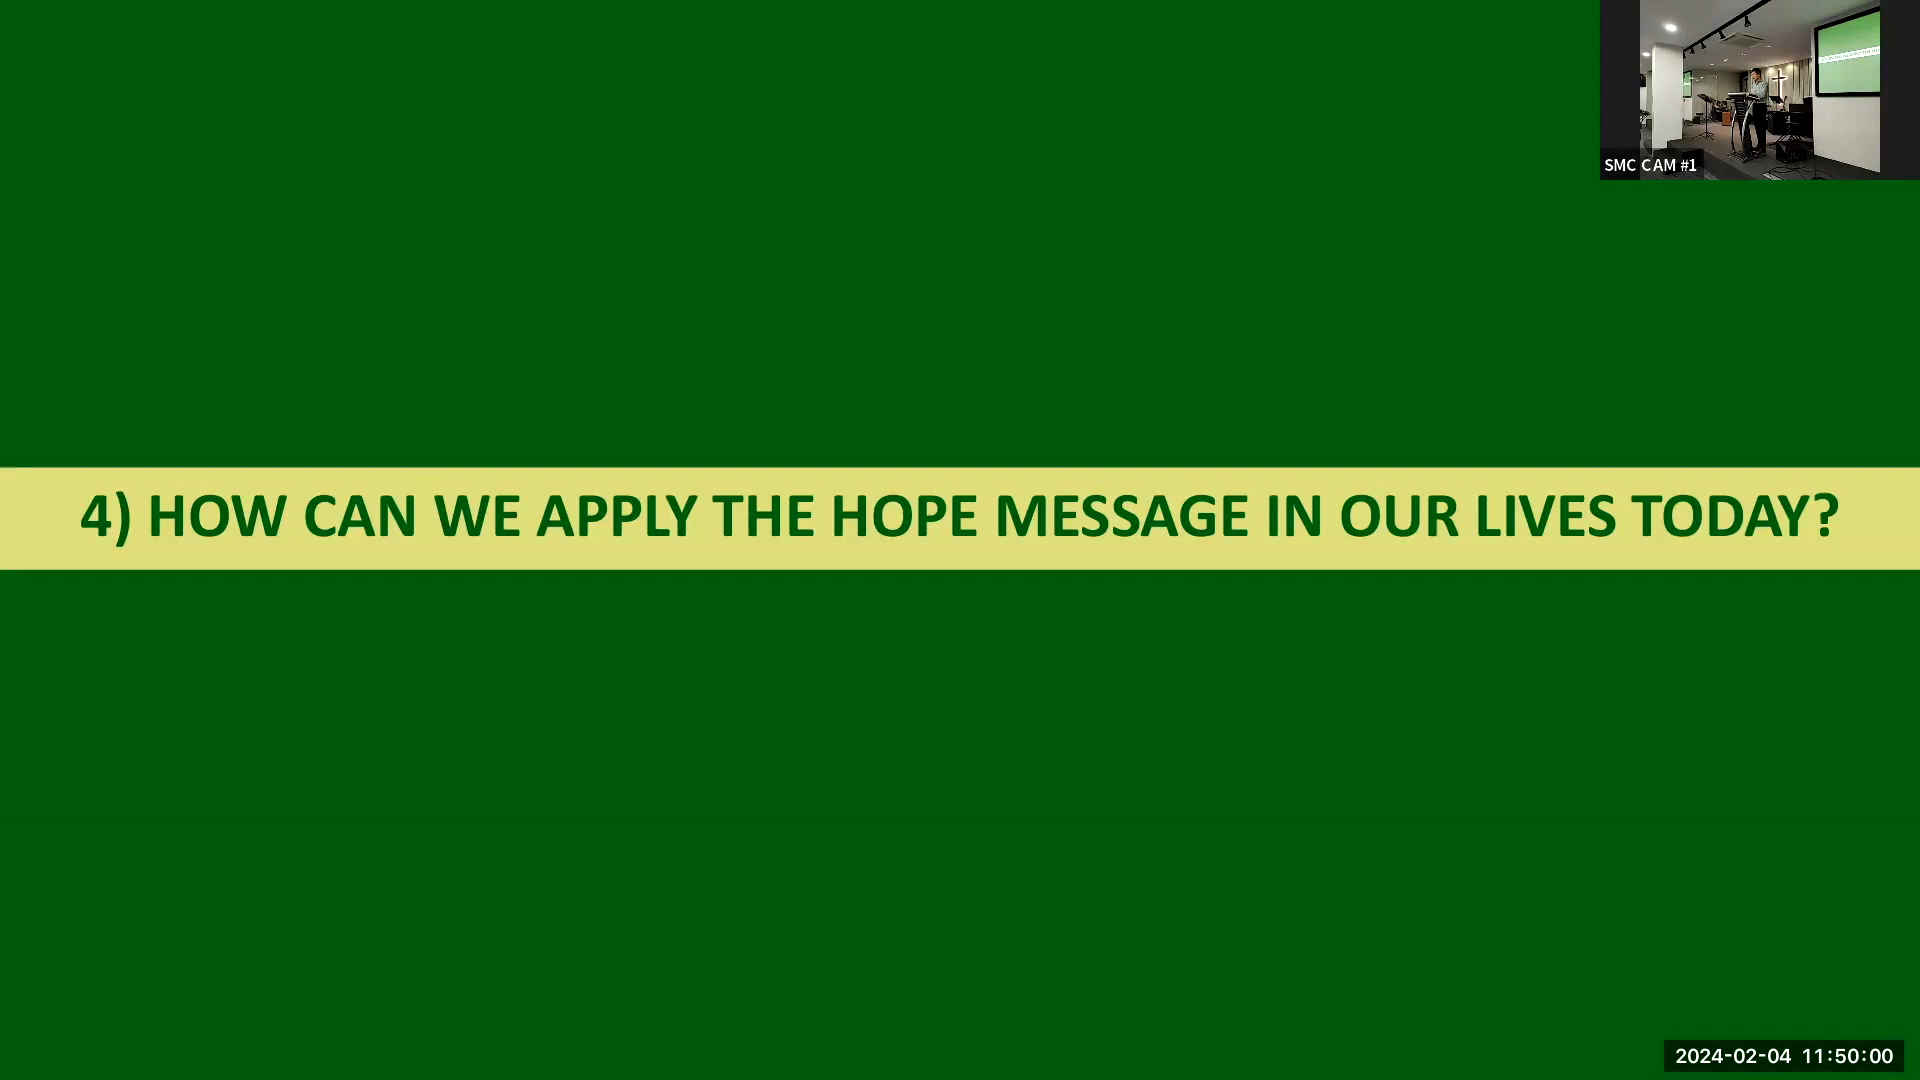 SMC CAM #1
4) HOW CAN WE APPLY THE HOPE MESSAGE IN OUR LIVES TODAY?
2024-02-04 11:50:00